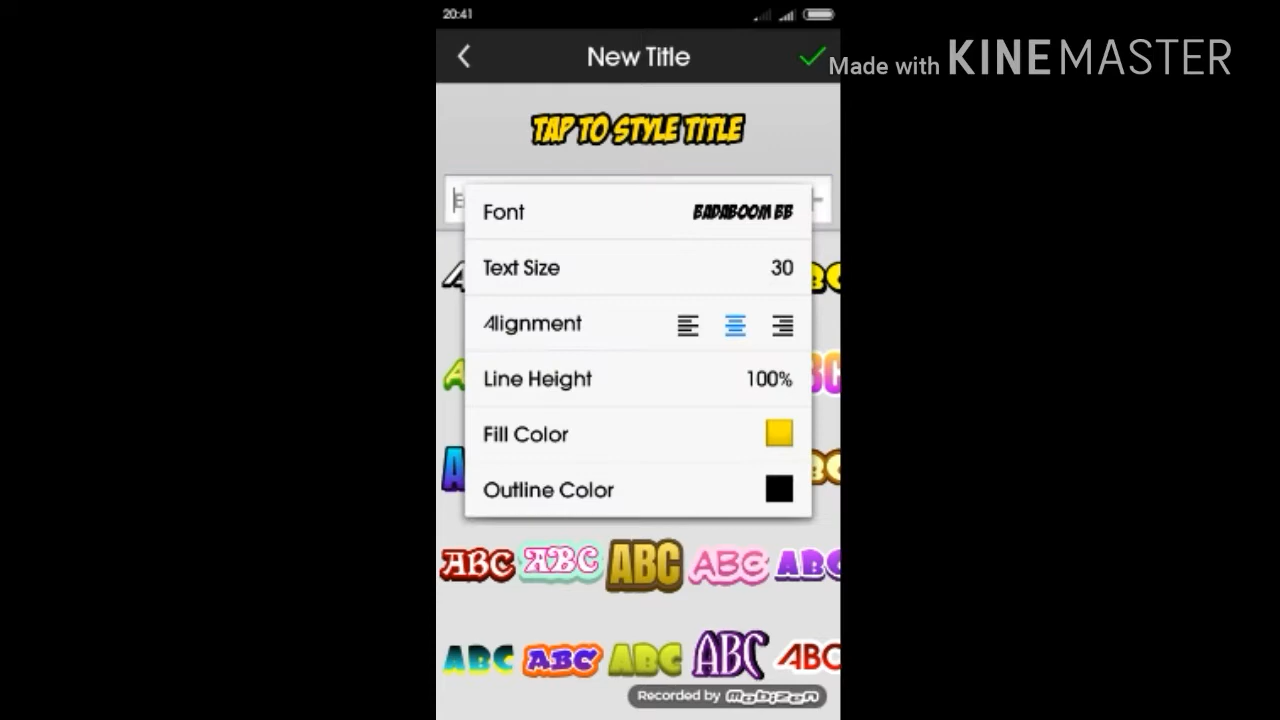 20:41
New Title
Made with KINEMASTER
TAP TO STYLE TITLE
Font BADABOOM BB
Text Size 30
Alignment
Line Height 100%
Fill Color
Outline Color
ABC ABC ABC ABC ABC
ABC ABC ABC ABC ABC
Recorded by mobizen